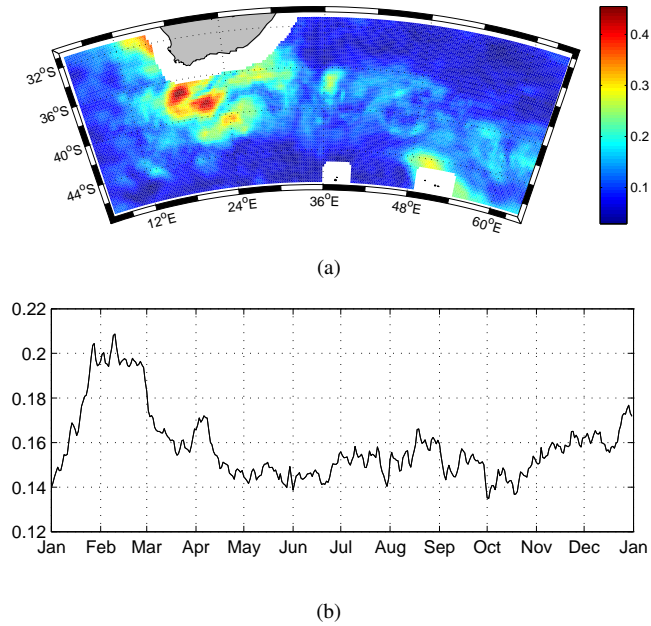 32°S
36°S
40°S
44°S
12°E
24°E
36°E
48°E
60°E
0.4
0.3
0.2
0.1
(a)
0.22
0.2
0.18
0.16
0.14
0.12
Jan Feb Mar Apr May Jun Jul Aug Sep Oct Nov Dec Jan
(b)